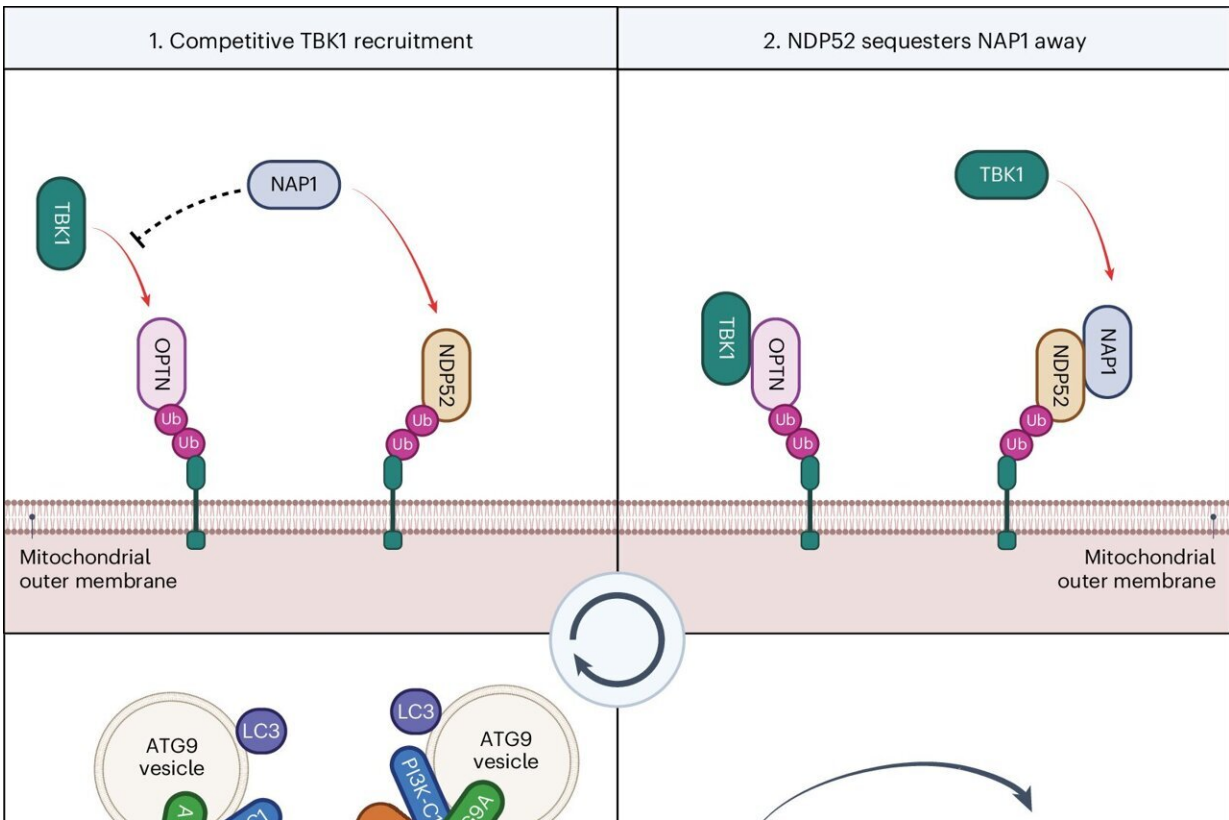 1. Competitive TBK1 recruitment
2. NDP52 sequesters NAP1 away
TBK1
NAP1
OPTN
NDP52
Ub
Ub
Ub
Ub
Mitochondrial
outer membrane
TBK1
TBK1
OPTN
NDP52
NAP1
Ub
Ub
Ub
Ub
Mitochondrial
outer membrane
ATG9
vesicle
LC3
LC3
ATG9
vesicle
PI3K-C1